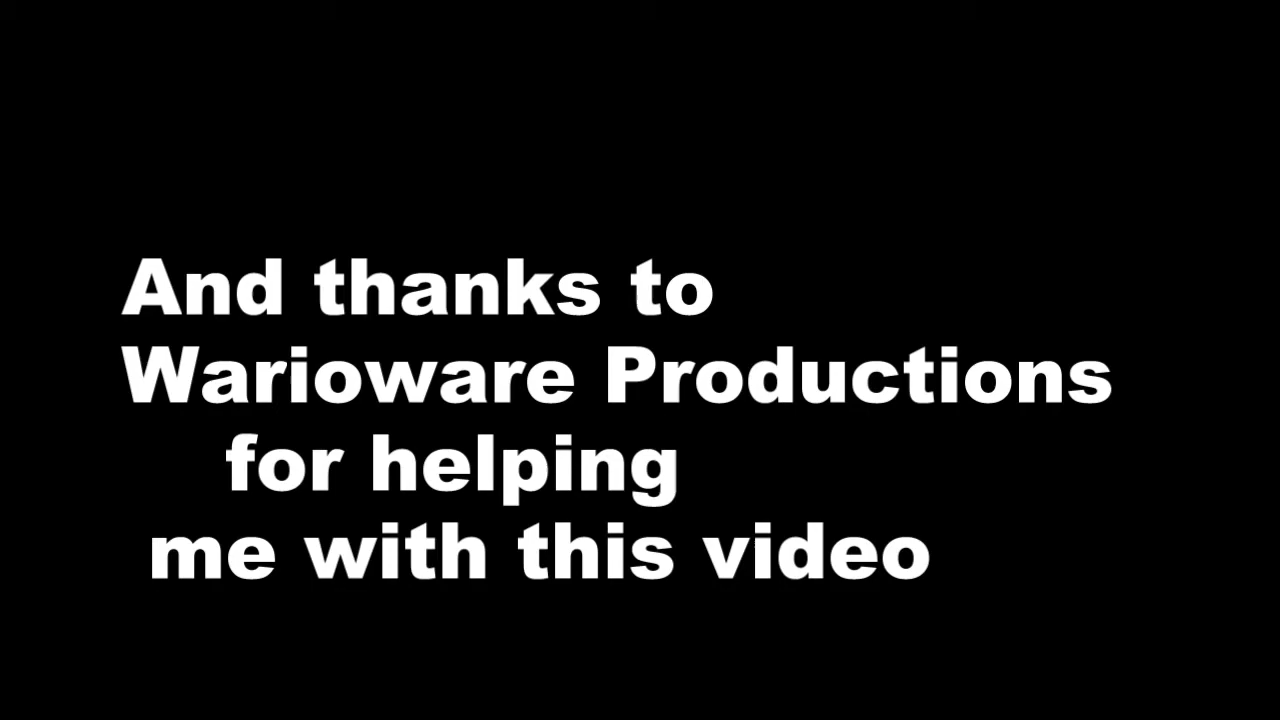 And thanks to
Warioware Productions
for helping
me with this video